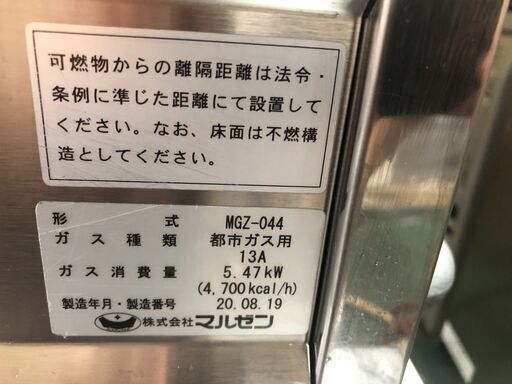 可燃物からの離隔距離は法令・
条例に準じた距離にて設置して
ください。なお、床面は不燃構
造としてください。
形式 MGZ-044
ガス種類 都市ガス用
13A
ガス消費量 5.47kW
(4,700kcal/h)
製造年月・製造番号 20.08.19
株式会社マルゼン